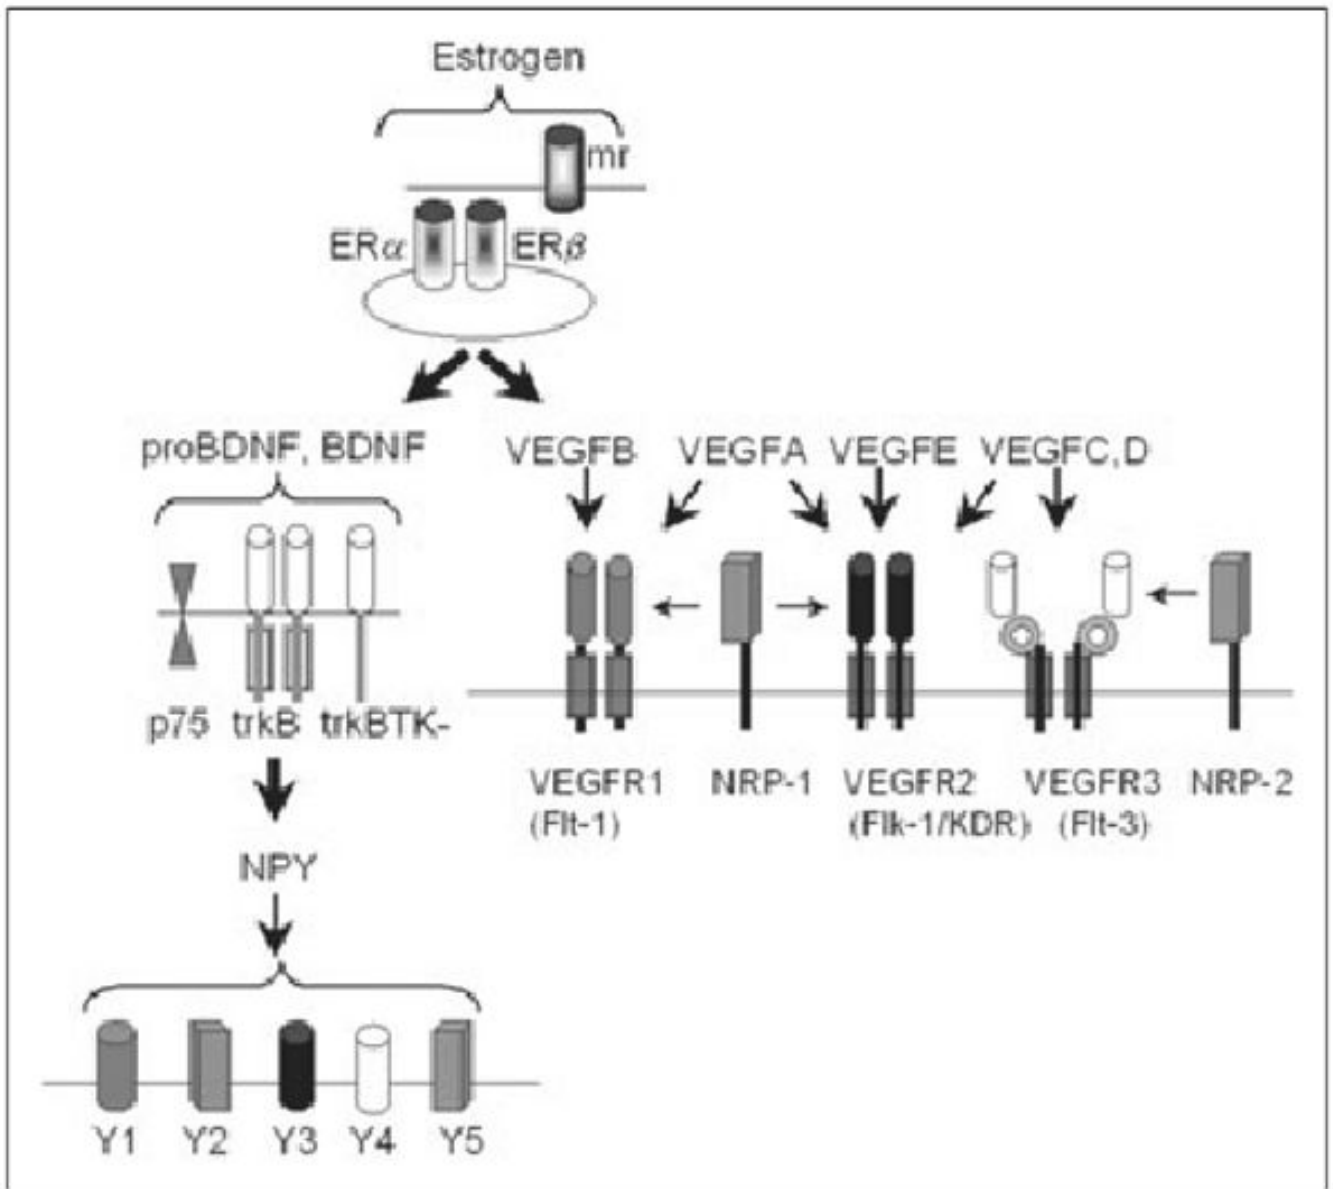 Estrogen
mr
ERα ERβ
proBDNF, BDNF VEGFB VEGFA VEGFE VEGFC,D
p75 trkB trkBTK-
VEGFR1 NRP-1 VEGFR2 VEGFR3 NRP-2
(Flt-1) (Flk-1/KDR) (Flt-3)
NPY
Y1 Y2 Y3 Y4 Y5